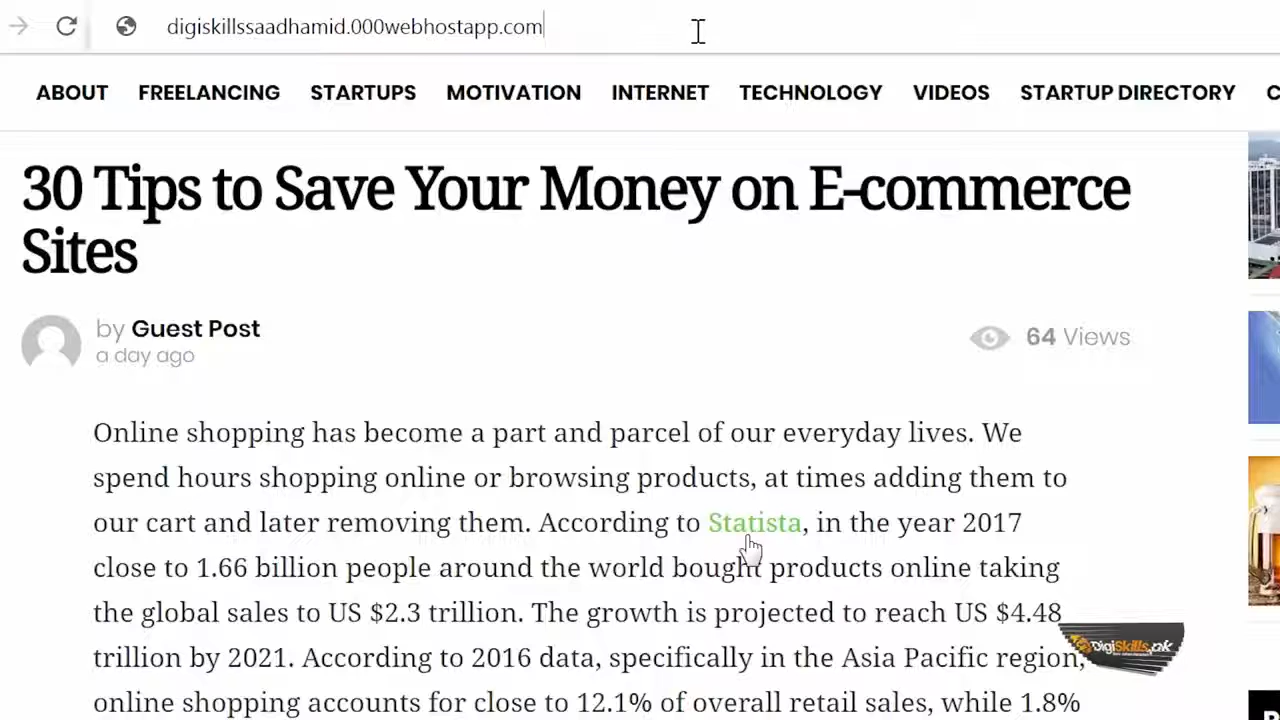 digiskillssaadhamid.000webhostapp.com
ABOUT FREELANCING STARTUPS MOTIVATION INTERNET TECHNOLOGY VIDEOS STARTUP DIRECTORY C
30 Tips to Save Your Money on E-commerce
Sites
by Guest Post
a day ago
64 Views
Online shopping has become a part and parcel of our everyday lives. We
spend hours shopping online or browsing products, at times adding them to
our cart and later removing them. According to Statista, in the year 2017
close to 1.66 billion people around the world bought products online taking
the global sales to US $2.3 trillion. The growth is projected to reach US $4.48
trillion by 2021. According to 2016 data, specifically in the Asia Pacific region,
online shopping accounts for close to 12.1% of overall retail sales, while 1.8%
DigiSkills.pk